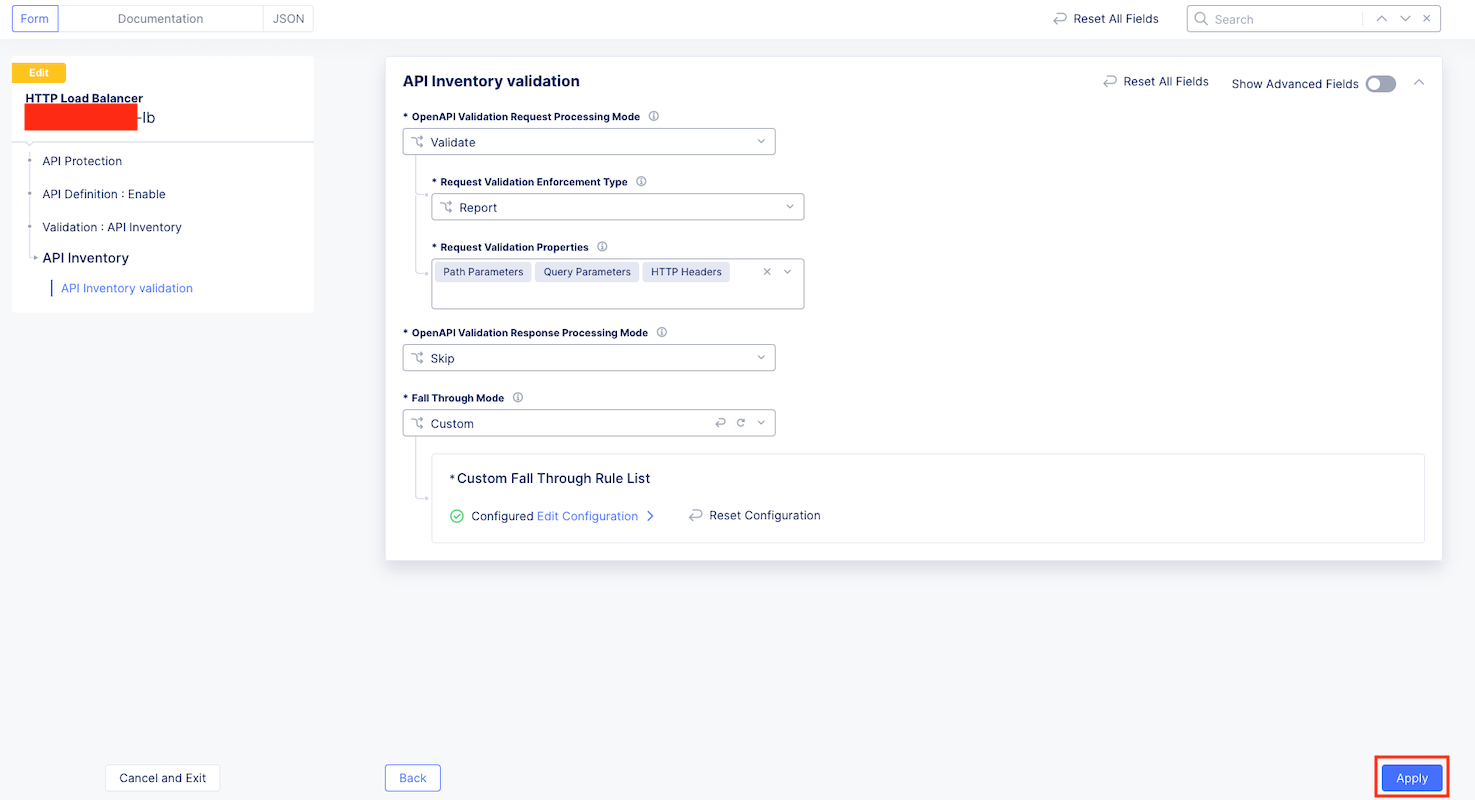 Form Documentation JSON Reset All Fields Search
Edit
HTTP Load Balancer
-lb
API Protection
API Definition : Enable
Validation : API Inventory
API Inventory
API Inventory validation
API Inventory validation Reset All Fields Show Advanced Fields
* OpenAPI Validation Request Processing Mode
Validate
* Request Validation Enforcement Type
Report
* Request Validation Properties
Path Parameters Query Parameters HTTP Headers
* OpenAPI Validation Response Processing Mode
Skip
* Fall Through Mode
Custom
* Custom Fall Through Rule List
Configured Edit Configuration Reset Configuration
Cancel and Exit Back Apply